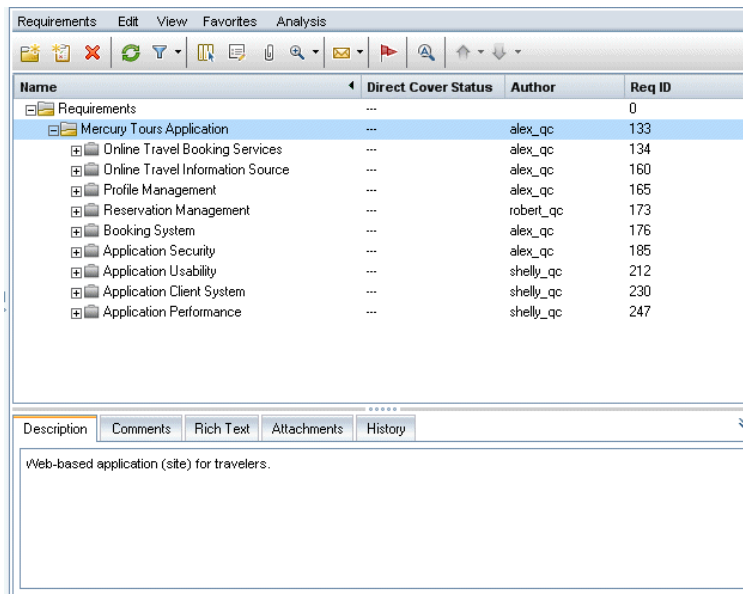 Requirements Edit View Favorites Analysis
Name Direct Cover Status Author Req ID
Requirements --- 0
Mercury Tours Application --- alex_qc 133
Online Travel Booking Services --- alex_qc 134
Online Travel Information Source --- alex_qc 160
Profile Management --- alex_qc 165
Reservation Management --- robert_qc 173
Booking System --- alex_qc 176
Application Security --- alex_qc 185
Application Usability --- shelly_qc 212
Application Client System --- shelly_qc 230
Application Performance --- shelly_qc 247
Description Comments Rich Text Attachments History
Web-based application (site) for travelers.